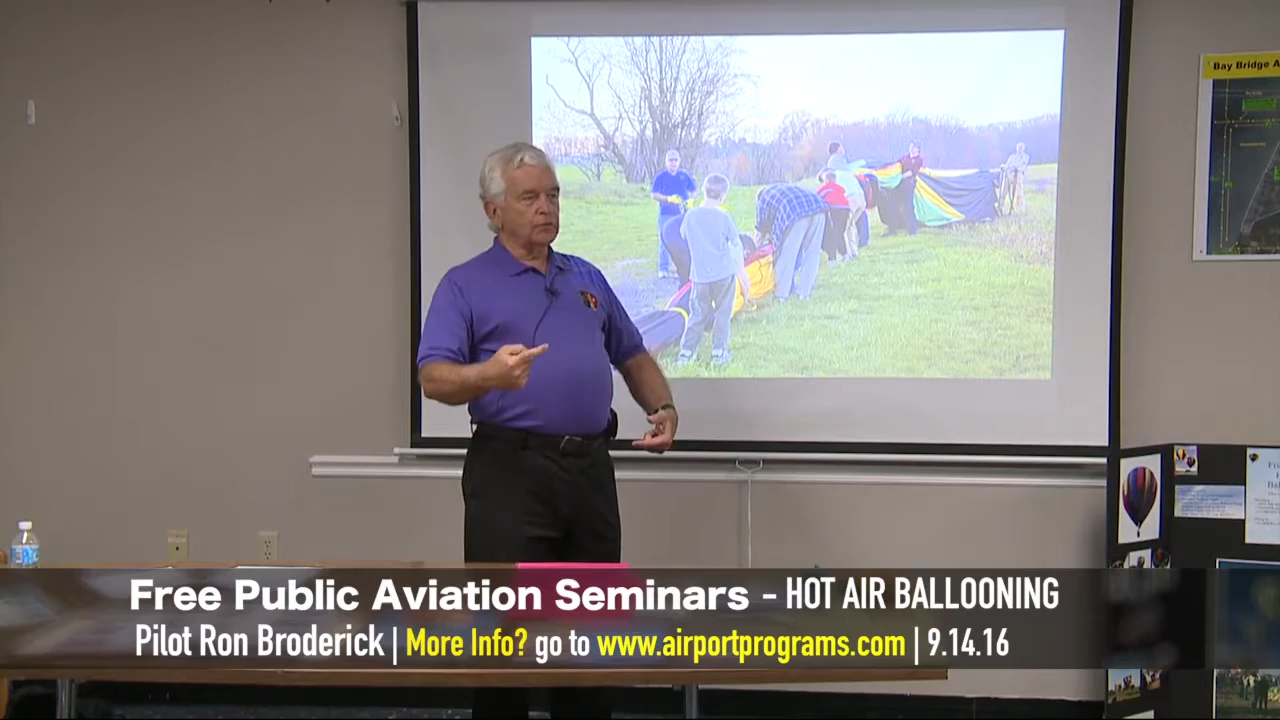 Bay Bridge A
Free Public Aviation Seminars - HOT AIR BALLOONING
Pilot Ron Broderick | More Info? go to www.airportprograms.com | 9.14.16